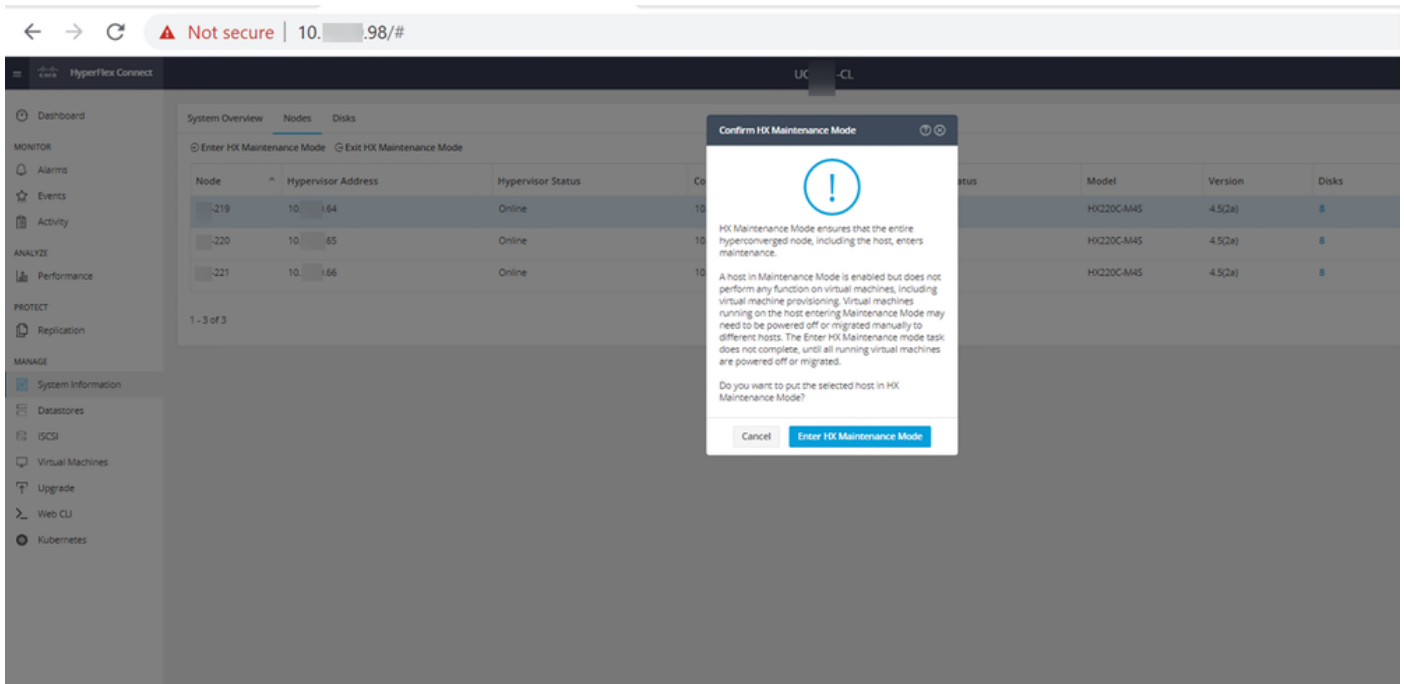 Not secure | 10. .98/#
HyperFlex Connect
UC -CL
Dashboard
MONITOR
Alarms
Events
Activity
ANALYZE
Performance
PROTECT
Replication
MANAGE
System Information
Datastores
iSCSI
Virtual Machines
Upgrade
Web CLI
Kubernetes
System Overview Nodes Disks
Enter HX Maintenance Mode Exit HX Maintenance Mode
Node Hypervisor Address Hypervisor Status Co atus Model Version Disks
-219 10. .64 Online 10 HX220C-M4S 4.5(2a) 8
-220 10. 65 Online 10 HX220C-M4S 4.5(2a) 8
-221 10. .66 Online 10 HX220C-M4S 4.5(2a) 8
1 - 3 of 3
Confirm HX Maintenance Mode
HX Maintenance Mode ensures that the entire
hyperconverged node, including the host, enters
maintenance.
A host in Maintenance Mode is enabled but does not
perform any function on virtual machines, including
virtual machine provisioning. Virtual machines
running on the host entering Maintenance Mode may
need to be powered off or migrated manually to
different hosts. The Enter HX Maintenance mode task
does not complete, until all running virtual machines
are powered off or migrated.
Do you want to put the selected host in HX
Maintenance Mode?
Cancel Enter HX Maintenance Mode